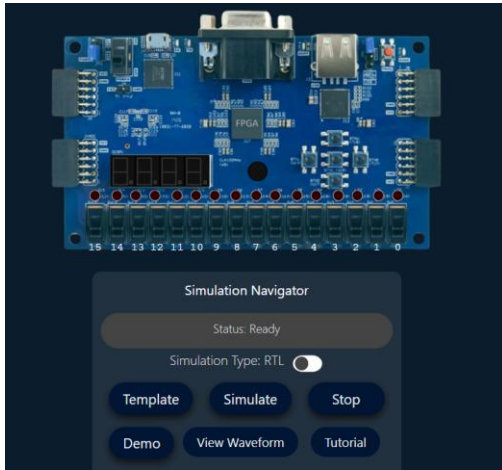 FPGA
15 14 13 12 11 10 9 8 7 6 5 4 3 2 1 0
Simulation Navigator
Status: Ready
Simulation Type: RTL
Template Simulate Stop
Demo View Waveform Tutorial